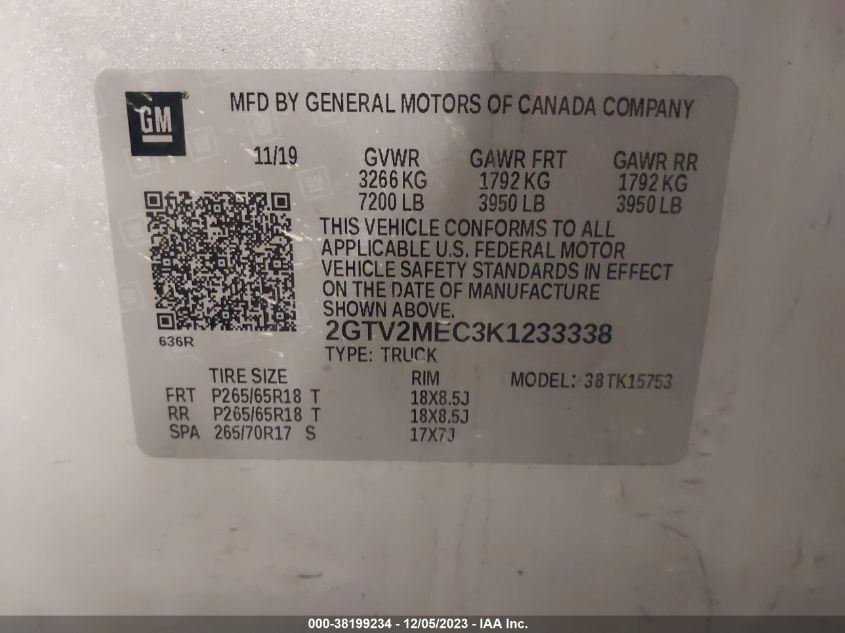 GM
MFD BY GENERAL MOTORS OF CANADA COMPANY
11/19 GVWR GAWR FRT GAWR RR
3266 KG 1792 KG 1792 KG
7200 LB 3950 LB 3950 LB
THIS VEHICLE CONFORMS TO ALL
APPLICABLE U.S. FEDERAL MOTOR
VEHICLE SAFETY STANDARDS IN EFFECT
ON THE DATE OF MANUFACTURE
SHOWN ABOVE.
636R
2GTV2MEC3K1233338
TYPE: TRUCK
TIRE SIZE RIM MODEL: 38TK15753
FRT P265/65R18 T 18X8.5J
RR P265/65R18 T 18X8.5J
SPA 265/70R17 S 17X7J
000-38199234 - 12/05/2023 - IAA Inc.